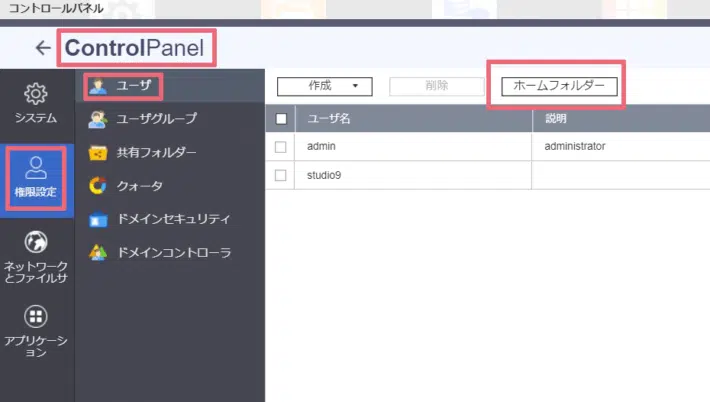 コントロールパネル
← ControlPanel
システム
権限設定
ネットワーク
とファイルサ
アプリケーシ
ョン
ユーザ
ユーザグループ
共有フォルダー
クォータ
ドメインセキュリティ
ドメインコントローラ
作成
削除
ホームフォルダー
ユーザ名 説明
admin administrator
studio9